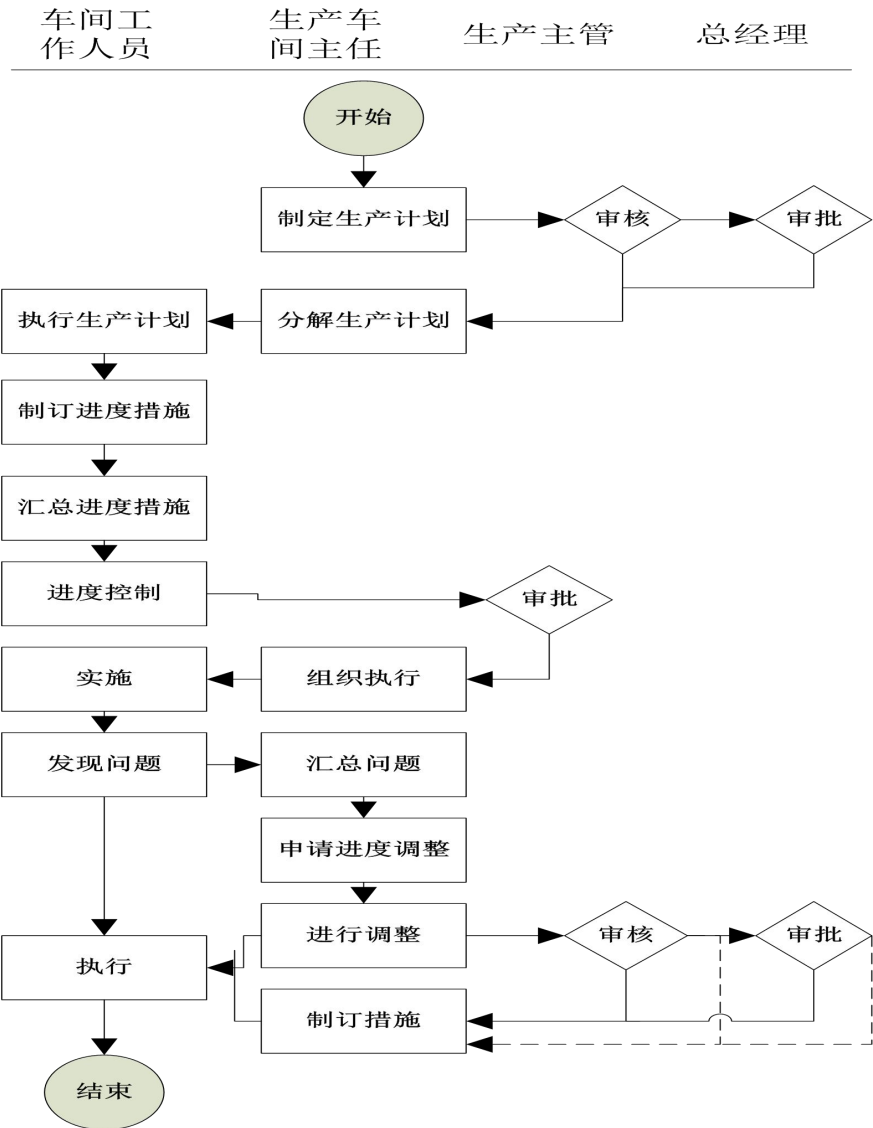 车间工
作人员
生产车
间主任
生产主管
总经理
开始
制定生产计划
审核
审批
执行生产计划
分解生产计划
制订进度措施
汇总进度措施
进度控制
审批
实施
组织执行
发现问题
汇总问题
申请进度调整
进行调整
审核
审批
执行
制订措施
结束